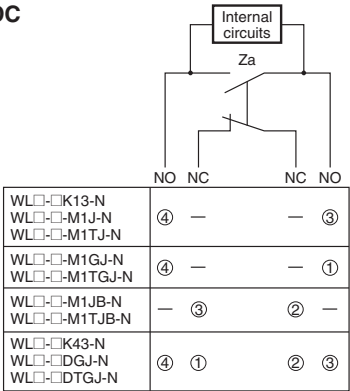 DC
Internal
circuits
Za
NO NC NC NO
WL□-□K13-N
WL□-□-M1J-N
WL□-□-M1TJ-N
④ — — ③
WL□-□-M1GJ-N
WL□-□-M1TGJ-N
④ — — ①
WL□-□-M1JB-N
WL□-□-M1TJB-N
— ③ ② —
WL□-□K43-N
WL□-□DGJ-N
WL□-□DTGJ-N
④ ① ② ③